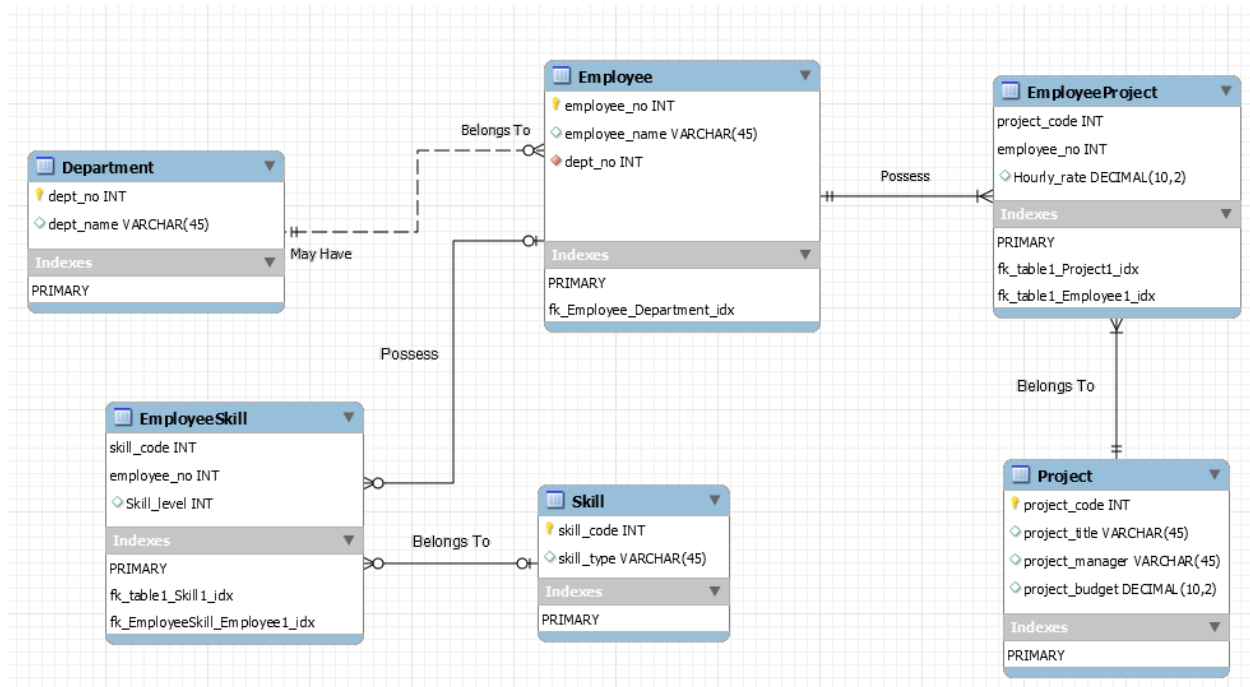 Department
dept_no INT
dept_name VARCHAR(45)
Indexes
PRIMARY
May Have
Belongs To
Employee
employee_no INT
employee_name VARCHAR(45)
dept_no INT
Indexes
PRIMARY
fk_Employee_Department_idx
Possess
EmployeeProject
project_code INT
employee_no INT
Hourly_rate DECIMAL(10,2)
Indexes
PRIMARY
fk_table1_Project1_idx
fk_table1_Employee1_idx
Possess
EmployeeSkill
skill_code INT
employee_no INT
Skill_level INT
Indexes
PRIMARY
fk_table1_Skill1_idx
fk_EmployeeSkill_Employee1_idx
Belongs To
Skill
skill_code INT
skill_type VARCHAR(45)
Indexes
PRIMARY
Belongs To
Project
project_code INT
project_title VARCHAR(45)
project_manager VARCHAR(45)
project_budget DECIMAL(10,2)
Indexes
PRIMARY